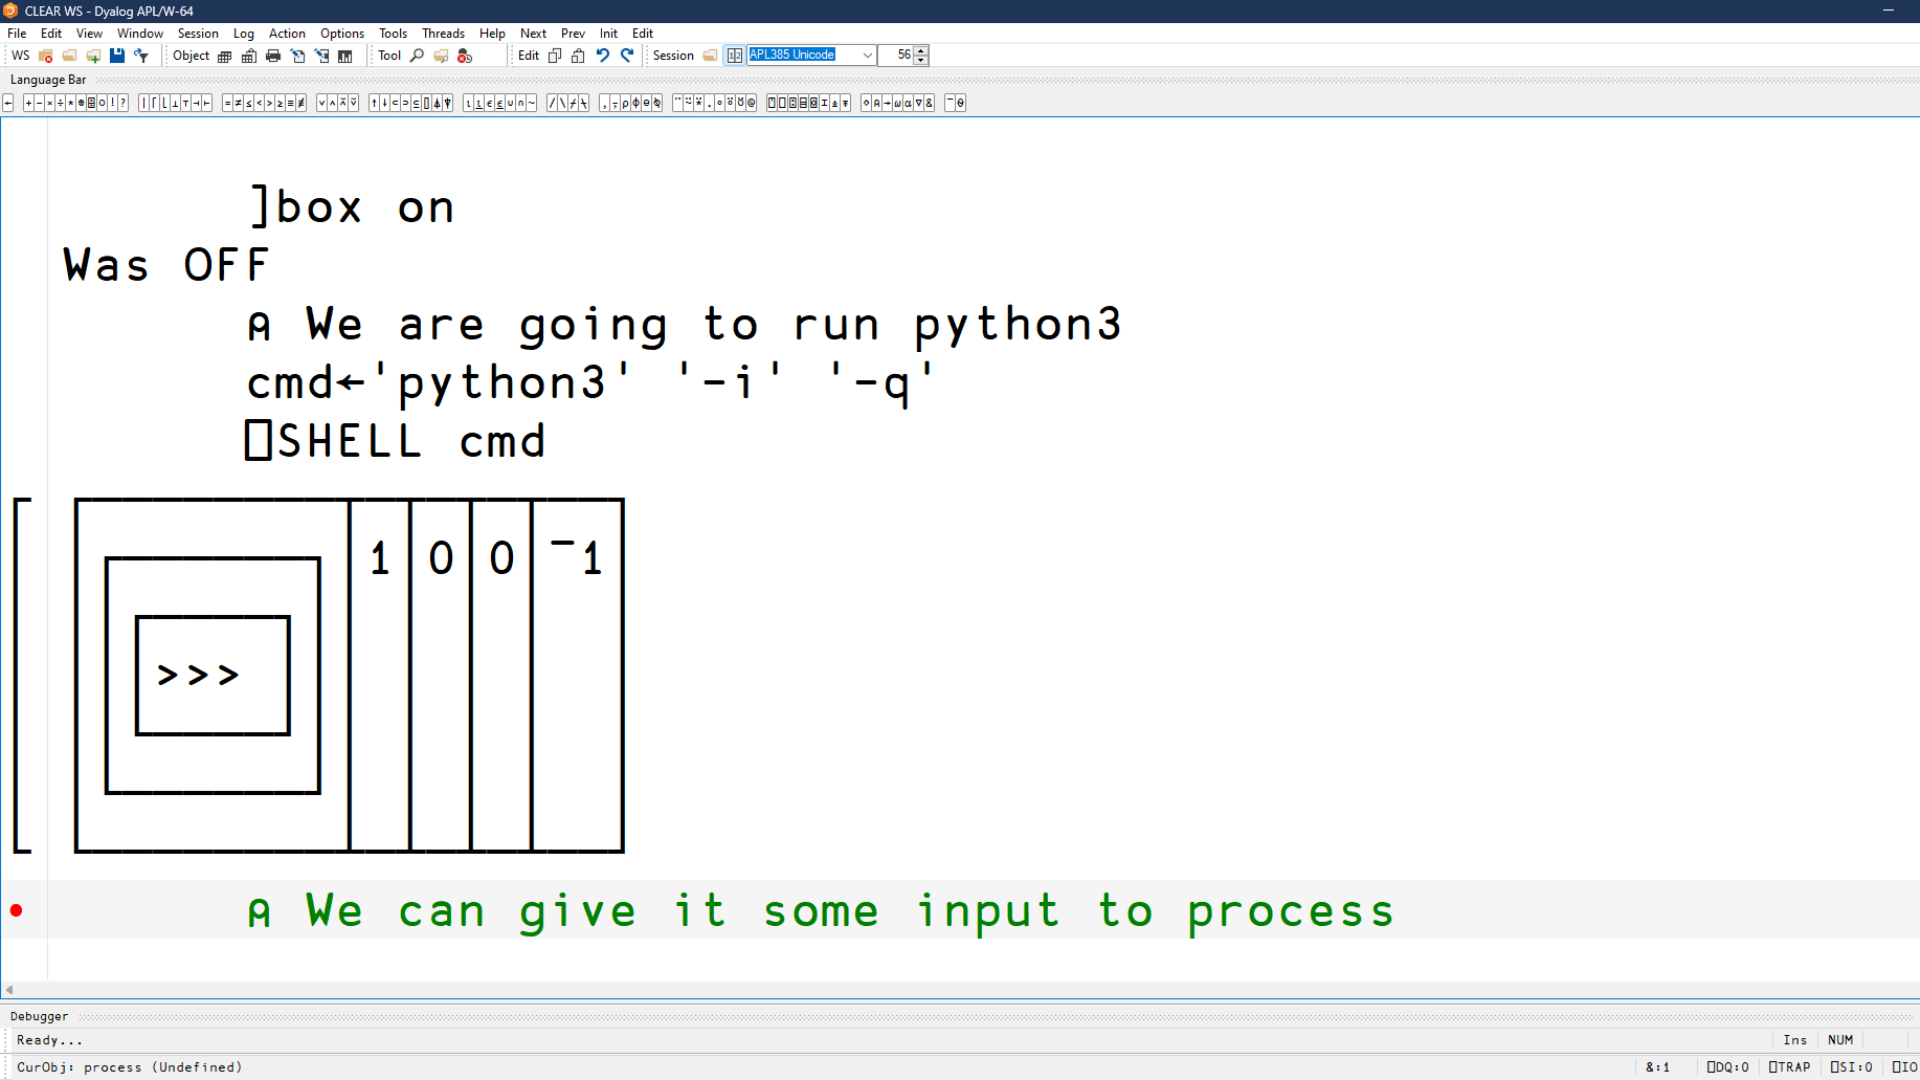 CLEAR WS - Dyalog APL/W-64
File Edit View Window Session Log Action Options Tools Threads Help Next Prev Init Edit
WS Object Tool Edit Session APL385 Unicode 56
Language Bar
]box on
Was OFF
⍝ We are going to run python3
cmd←'python3' '-i' '-q'
⎕SHELL cmd
1 0 0 ¯1
>>>
⍝ We can give it some input to process
Debugger
Ready...
Ins NUM
CurObj: process (Undefined)
&:1 ⎕DQ:0 ⎕TRAP ⎕SI:0 ⎕IO